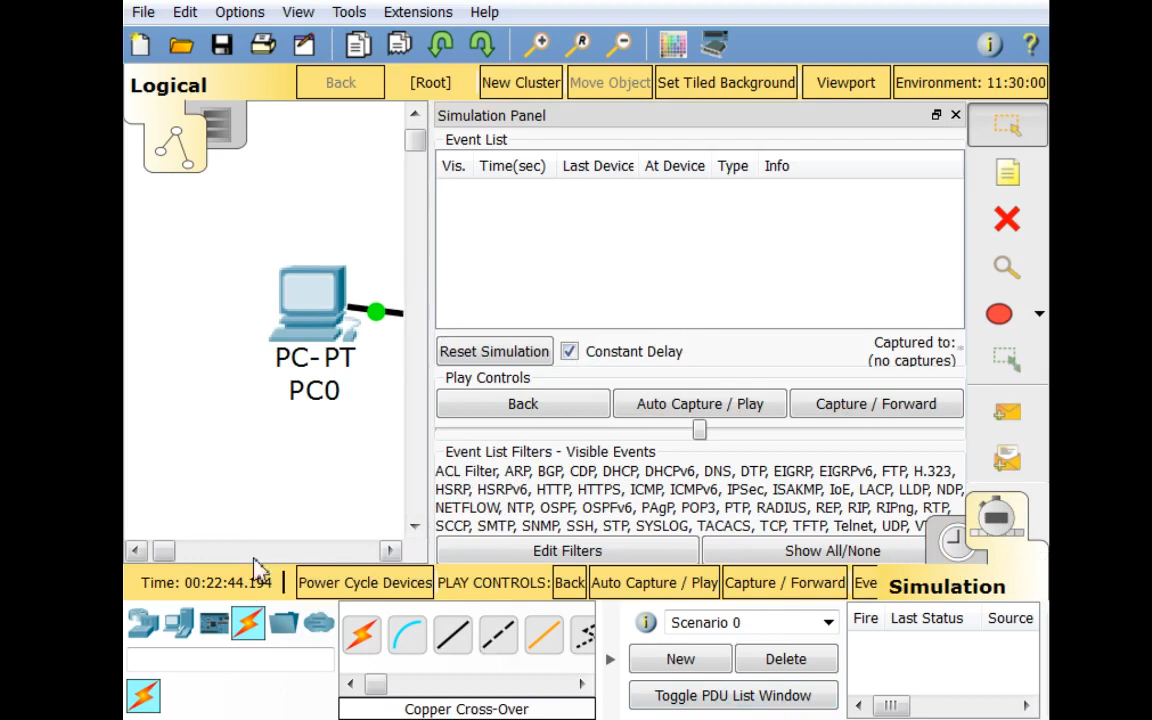 File Edit Options View Tools Extensions Help
Logical Back [Root] New Cluster Move Object Set Tiled Background Viewport Environment: 11:30:00
Simulation Panel
Event List
Vis. Time(sec) Last Device At Device Type Info
PC-PT
PC0
Reset Simulation Constant Delay Captured to:
(no captures)
Play Controls
Back Auto Capture / Play Capture / Forward
Event List Filters - Visible Events
ACL Filter, ARP, BGP, CDP, DHCP, DHCPv6, DNS, DTP, EIGRP, EIGRPv6, FTP, H.323,
HSRP, HSRPv6, HTTP, HTTPS, ICMP, ICMPv6, IPSec, ISAKMP, IoE, LACP, LLDP, NDP,
NETFLOW, NTP, OSPF, OSPFv6, PAgP, POP3, PTP, RADIUS, REP, RIP, RIPng, RTP,
SCCP, SMTP, SNMP, SSH, STP, SYSLOG, TACACS, TCP, TFTP, Telnet, UDP,
Edit Filters Show All/None
Time: 00:22:44.194 Power Cycle Devices PLAY CONTROLS: Back Auto Capture / Play Capture / Forward Eve Simulation
Scenario 0 Fire Last Status Source
New Delete
Toggle PDU List Window
Copper Cross-Over